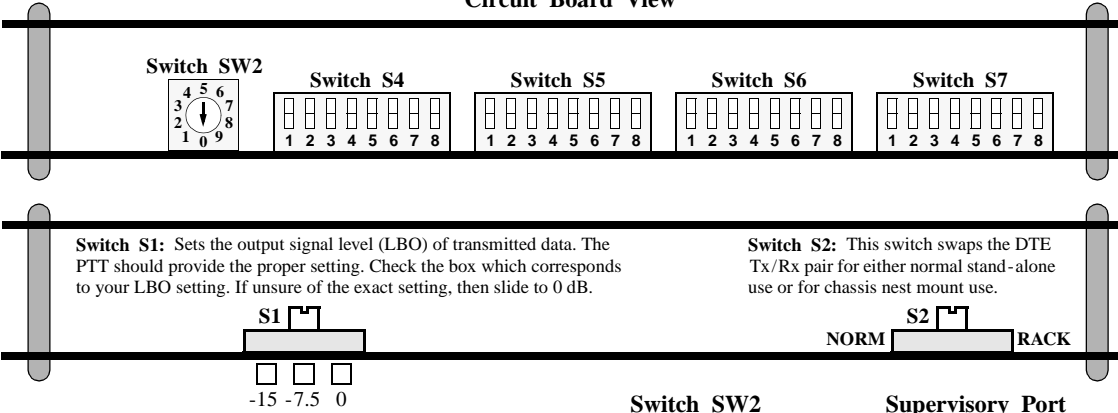 Circuit Board View
Switch SW2
Switch S4
Switch S5
Switch S6
Switch S7
4 5 6
3 7
2 8
1 0 9
1 2 3 4 5 6 7 8
1 2 3 4 5 6 7 8
1 2 3 4 5 6 7 8
1 2 3 4 5 6 7 8
Switch S1: Sets the output signal level (LBO) of transmitted data. The
PTT should provide the proper setting. Check the box which corresponds
to your LBO setting. If unsure of the exact setting, then slide to 0 dB.
Switch S2: This switch swaps the DTE
Tx/Rx pair for either normal stand-alone
use or for chassis nest mount use.
S1
S2
NORM
RACK
-15 -7.5 0
Switch SW2
Supervisory Port